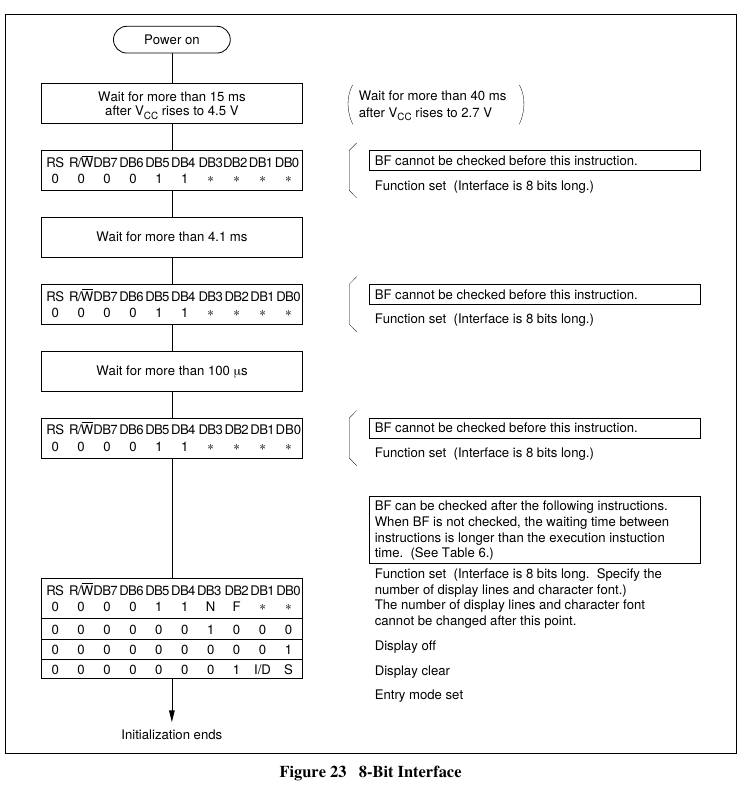 Power on
Wait for more than 15 ms
after VCC rises to 4.5 V
Wait for more than 40 ms
after VCC rises to 2.7 V
RS R/W̅ DB7 DB6 DB5 DB4 DB3 DB2 DB1 DB0
0 0 0 0 1 1 * * * *
BF cannot be checked before this instruction.
Function set (Interface is 8 bits long.)
Wait for more than 4.1 ms
RS R/W̅ DB7 DB6 DB5 DB4 DB3 DB2 DB1 DB0
0 0 0 0 1 1 * * * *
BF cannot be checked before this instruction.
Function set (Interface is 8 bits long.)
Wait for more than 100 μs
RS R/W̅ DB7 DB6 DB5 DB4 DB3 DB2 DB1 DB0
0 0 0 0 1 1 * * * *
BF cannot be checked before this instruction.
Function set (Interface is 8 bits long.)
BF can be checked after the following instructions.
When BF is not checked, the waiting time between
instructions is longer than the execution instuction
time. (See Table 6.)
RS R/W̅ DB7 DB6 DB5 DB4 DB3 DB2 DB1 DB0
0 0 0 0 1 1 N F * *
0 0 0 0 0 0 1 0 0 0
0 0 0 0 0 0 0 0 0 1
0 0 0 0 0 0 0 1 I/D S
Function set (Interface is 8 bits long. Specify the
number of display lines and character font.)
The number of display lines and character font
cannot be changed after this point.
Display off
Display clear
Entry mode set
Initialization ends
Figure 23 8-Bit Interface